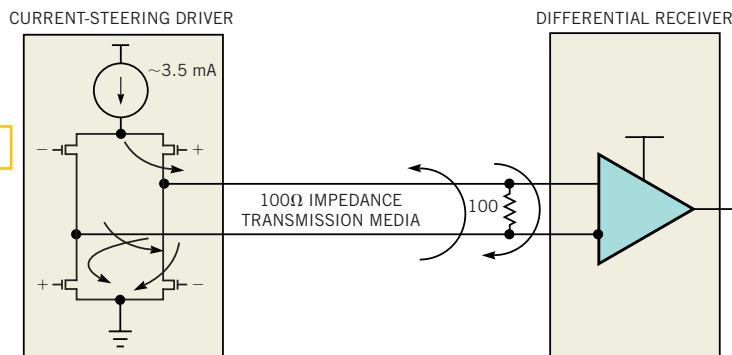 CURRENT-STEERING DRIVER
DIFFERENTIAL RECEIVER
~3.5 mA
− +
100Ω IMPEDANCE
TRANSMISSION MEDIA
100
+ −